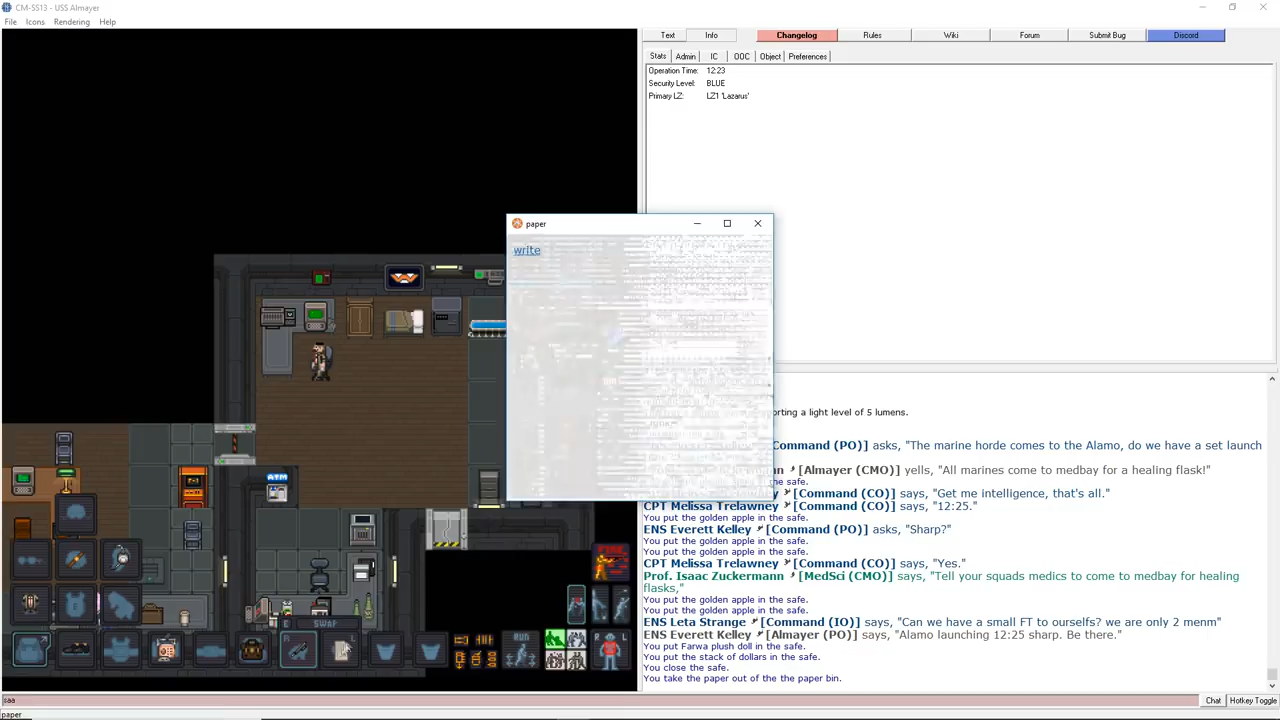 CM-SS13 - USS Almayer
File Icons Rendering Help
Text Info Changelog Rules Wiki Forum Submit Bug Discord
Stats Admin IC OOC Object Preferences
Operation Time: 12:23
Security Level: BLUE
Primary LZ: LZ1 'Lazarus'
paper
write
orting a light level of 5 lumens.
Command (PO)] asks, "The marine horde comes to the Alamo, do we have a set launch
[Almayer (CMO)] yells, "All marines come to medbay for a healing flask!"
he safe.
[Command (CO)] says, "Get me intelligence, that's all."
CPT Melissa Trelawney [Command (CO)] says, "12:25."
You put the golden apple in the safe.
ENS Everett Kelley [Command (PO)] asks, "Sharp?"
You put the golden apple in the safe.
You put the golden apple in the safe.
CPT Melissa Trelawney [Command (CO)] says, "Yes."
Prof. Isaac Zuckermann [MedSci (CMO)] says, "Tell your squads medics to come to medbay for healing
flasks,"
You put the golden apple in the safe.
You put the golden apple in the safe.
ENS Leta Strange [Command (IO)] says, "Can we have a small FT to ourselfs? we are only 2 menm"
ENS Everett Kelley [Almayer (PO)] says, "Alamo launching 12:25 sharp. Be there."
You put Farwa plush doll in the safe.
You put the stack of dollars in the safe.
You close the safe.
You take the paper out of the the paper bin.
ATM
FIRE
E SWAP
R L RUN R L
saa Chat Hotkey Toggle
paper